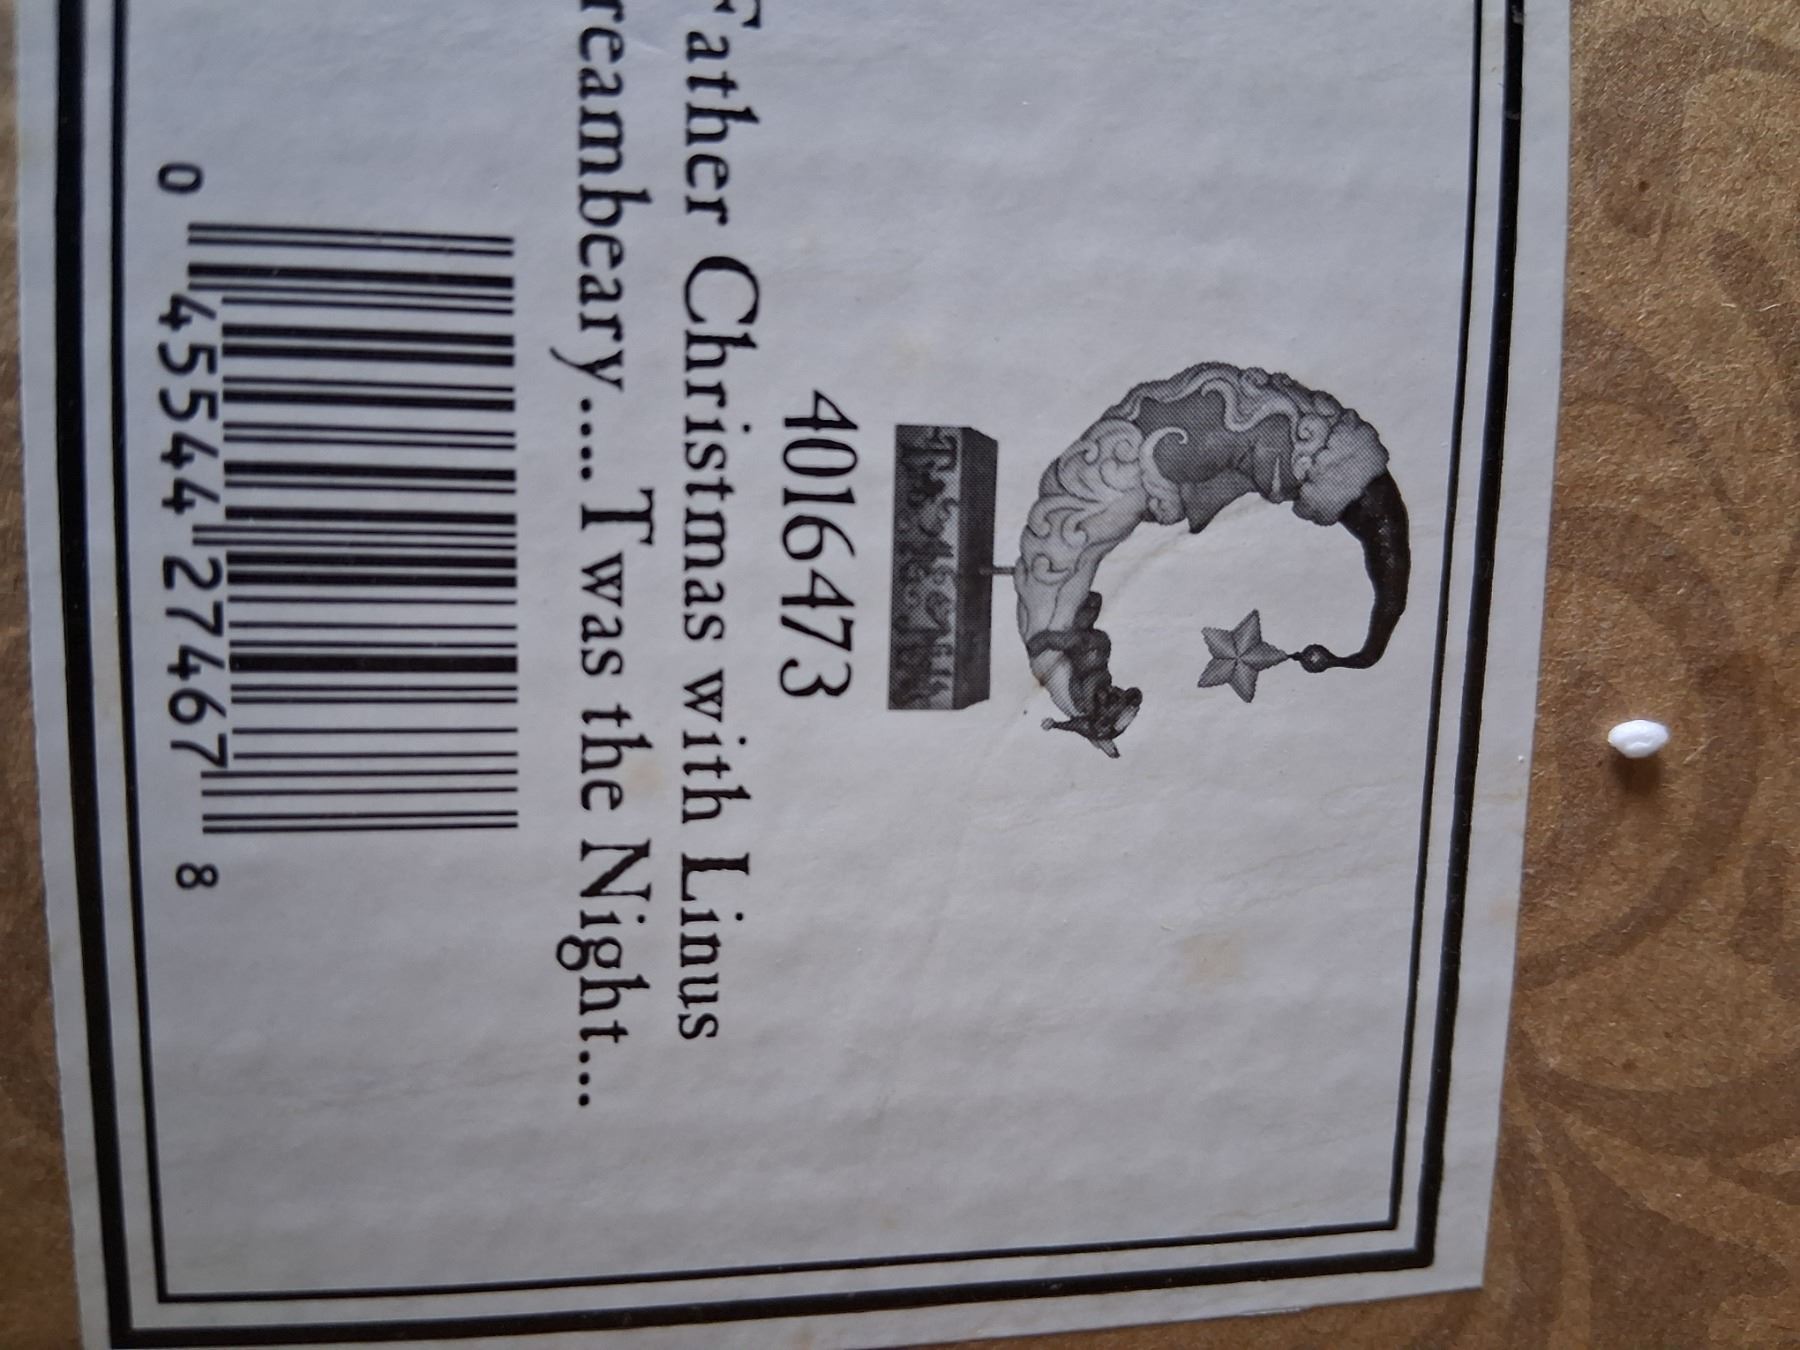 4016473
Father Christmas with Linus
reambeary....Twas the Night...
0 45544 27467 8